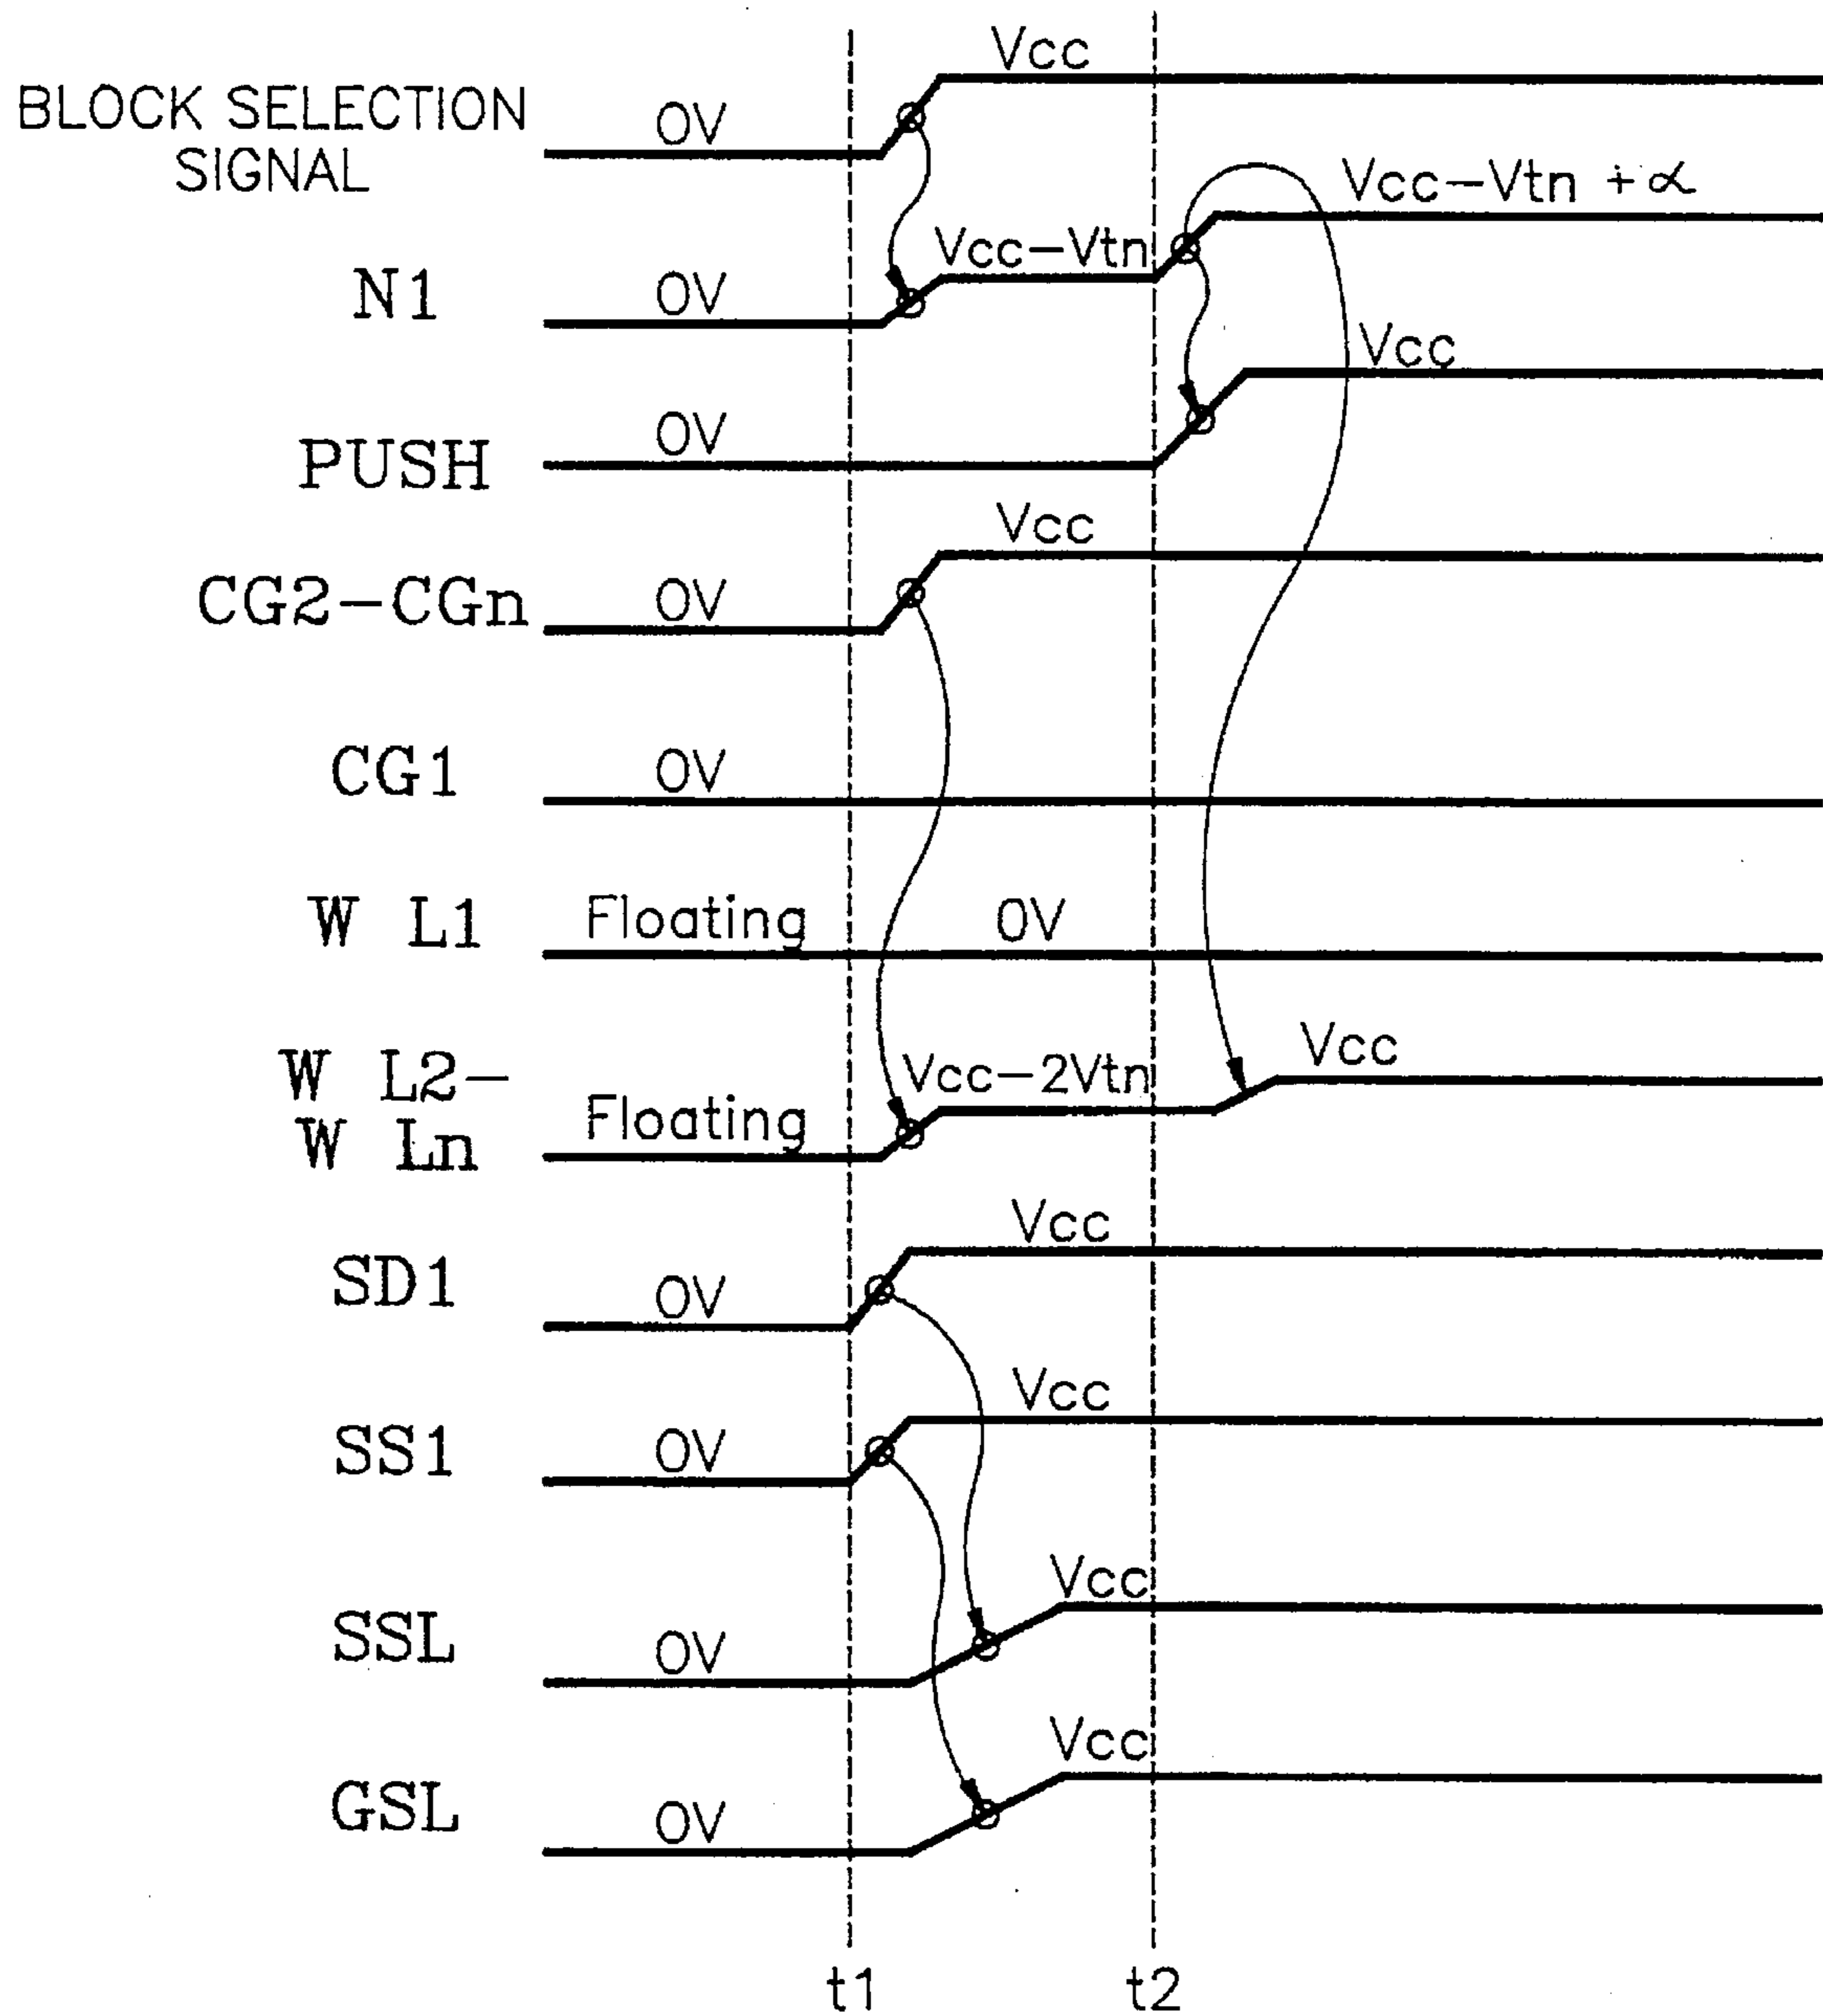 Vcc
BLOCK SELECTION
SIGNAL
0V
Vcc-Vtn +α
N1
0V
Vcc-Vtn
PUSH
0V
Vcc
CG2-CGn
0V
Vcc
CG1
0V
W L1
Floating
0V
W L2-
W Ln
Floating
Vcc-2Vtn
Vcc
SD1
0V
Vcc
SS1
0V
Vcc
SSL
0V
Vcc
GSL
0V
Vcc
t1
t2